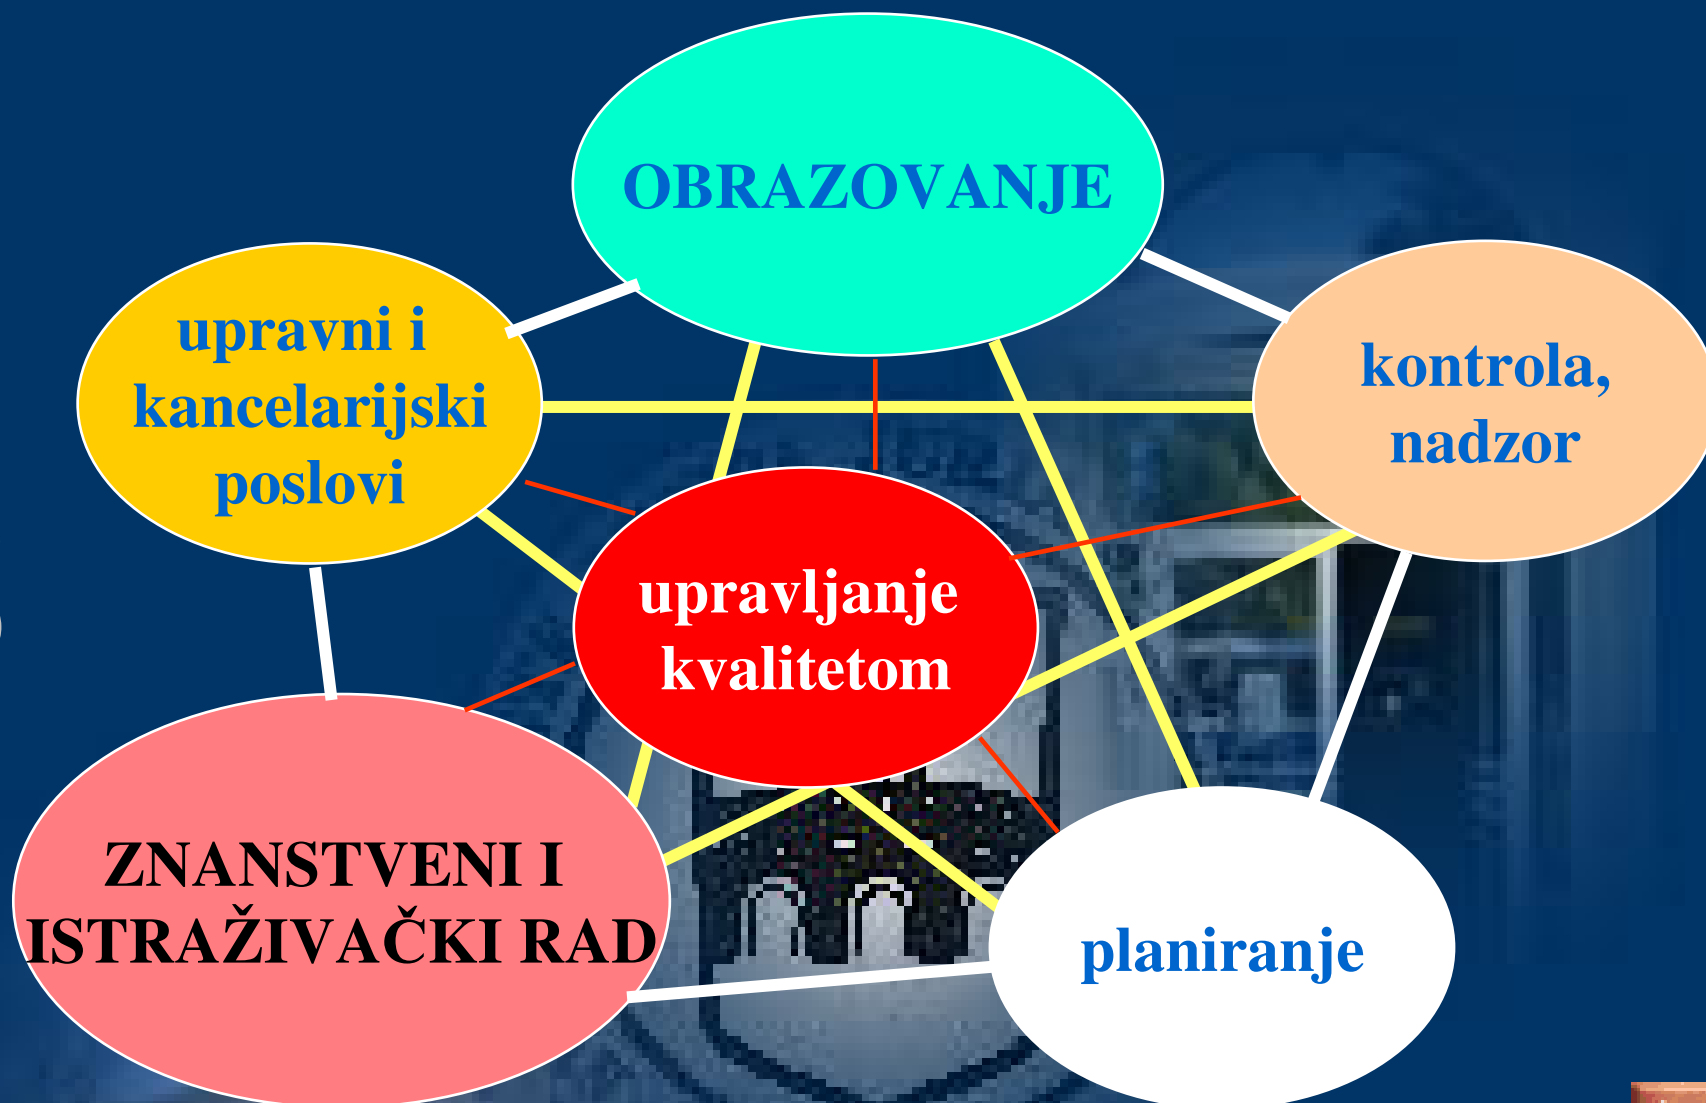 OBRAZOVANJE
upravni i
kancelarijski
poslovi
kontrola,
nadzor
upravljanje
kvalitetom
ZNANSTVENI I
ISTRAŽIVAČKI RAD
planiranje